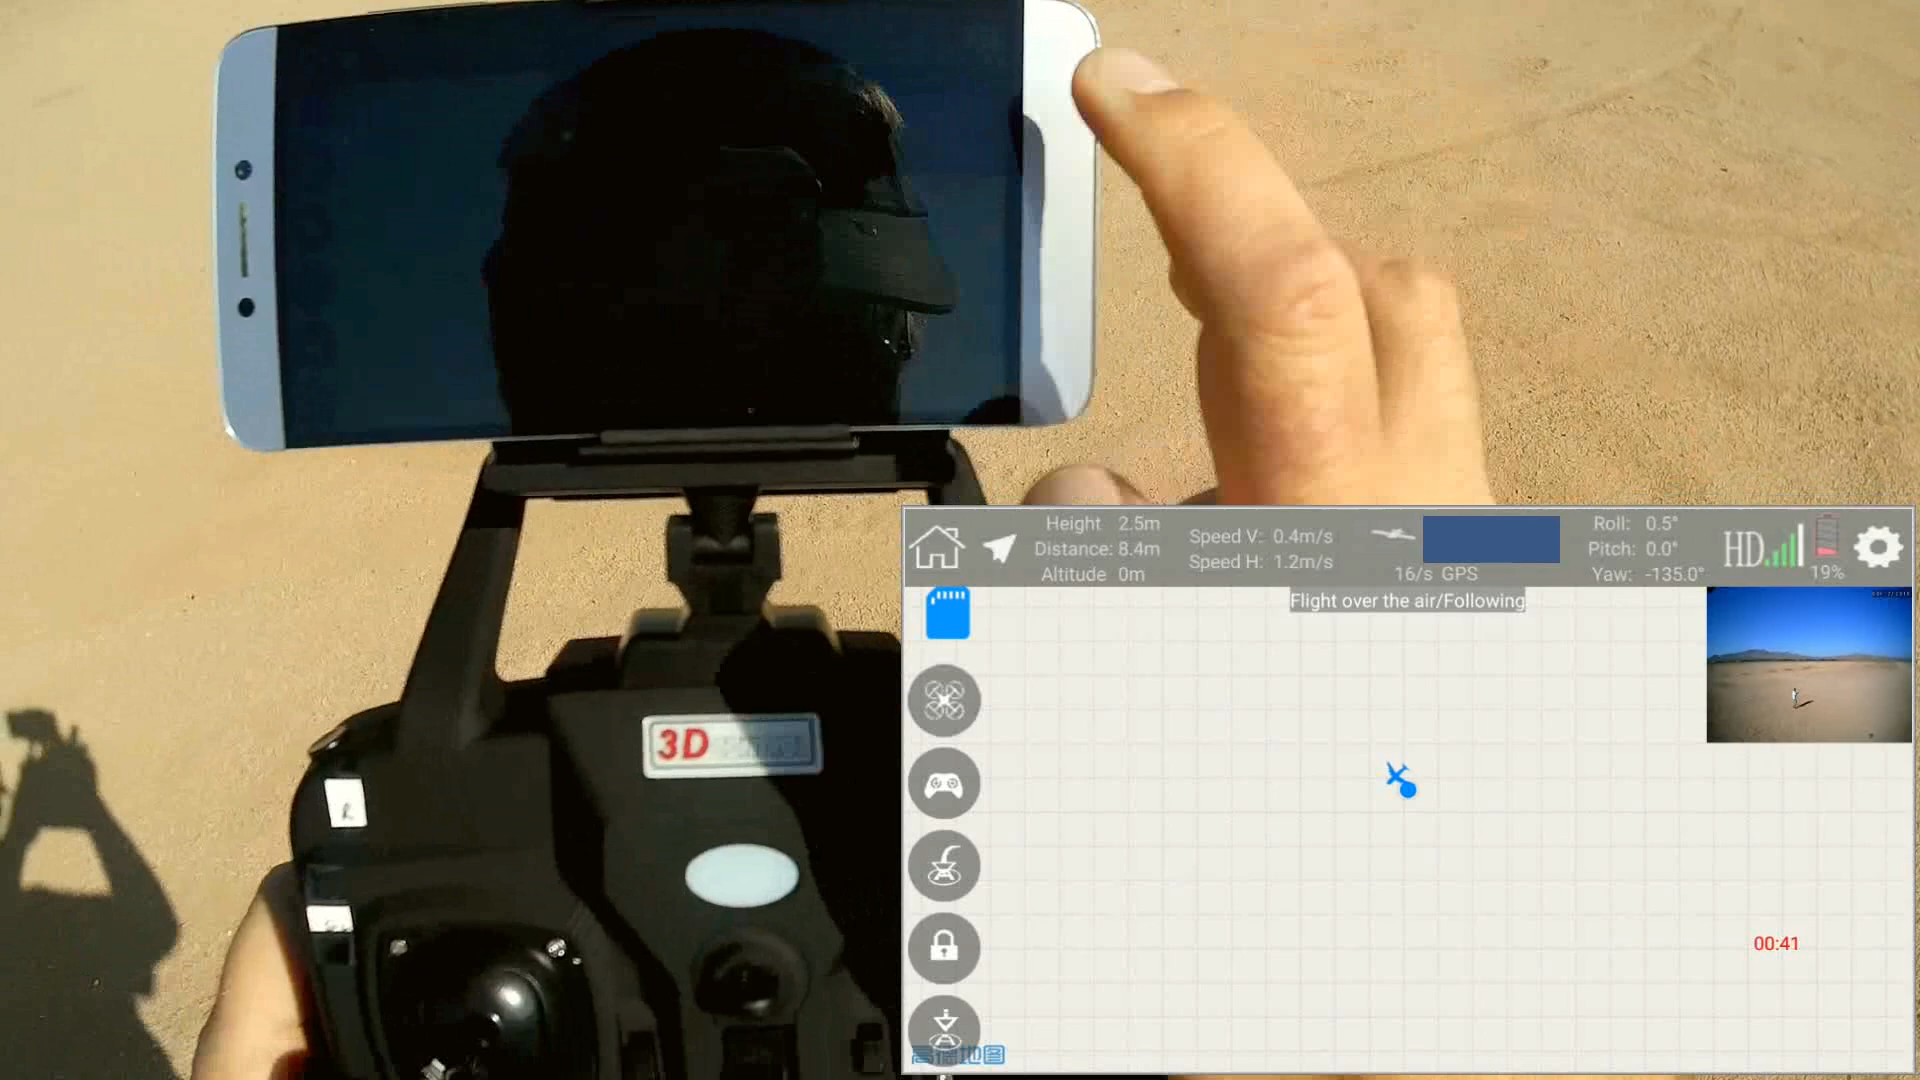 3D
R
Height 2.5m
Distance: 8.4m
Altitude 0m
Speed V: 0.4m/s
Speed H: 1.2m/s
16/s GPS
Roll: 0.5°
Pitch: 0.0°
Yaw: -135.0°
HD
19%
Flight over the air/Following
00:41
高德地图